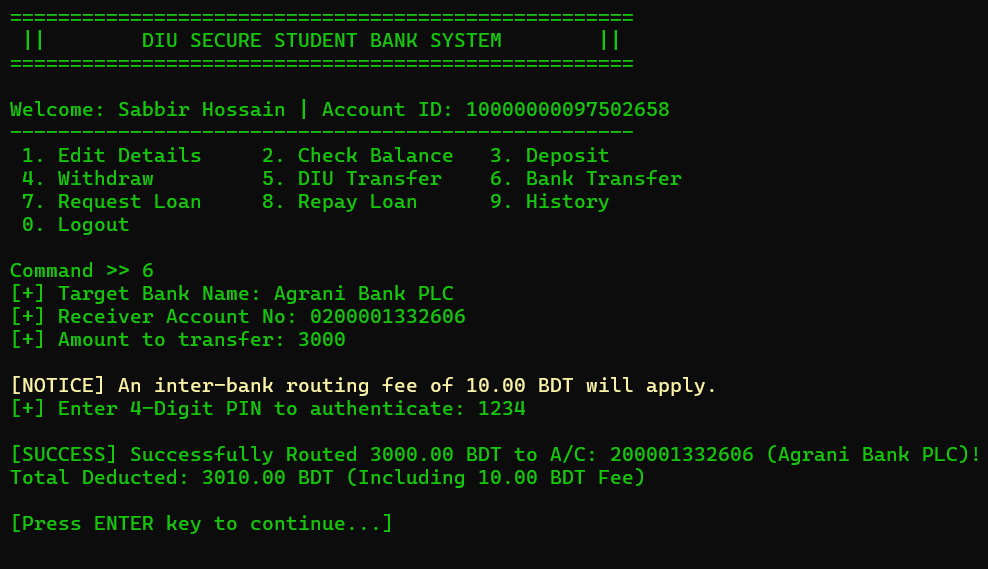 ====================================================
||        DIU SECURE STUDENT BANK SYSTEM        ||
====================================================
Welcome: Sabbir Hossain | Account ID: 10000000097502658
----------------------------------------------------
1. Edit Details     2. Check Balance   3. Deposit
4. Withdraw         5. DIU Transfer    6. Bank Transfer
7. Request Loan     8. Repay Loan      9. History
0. Logout
Command >> 6
[+] Target Bank Name: Agrani Bank PLC
[+] Receiver Account No: 0200001332606
[+] Amount to transfer: 3000
[NOTICE] An inter-bank routing fee of 10.00 BDT will apply.
[+] Enter 4-Digit PIN to authenticate: 1234
[SUCCESS] Successfully Routed 3000.00 BDT to A/C: 200001332606 (Agrani Bank PLC)!
Total Deducted: 3010.00 BDT (Including 10.00 BDT Fee)
[Press ENTER key to continue...]